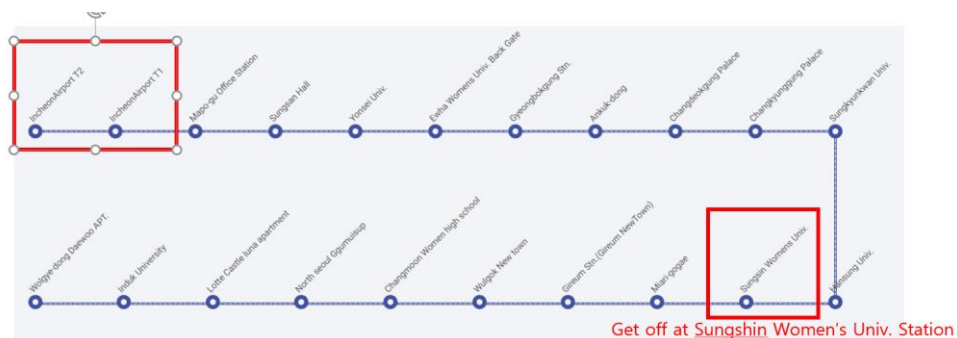 IncheonAirport T2
IncheonAirport T1
Mapo-gu Office Station
Sungsan Hall
Yonsei Univ.
Ewha Womens Univ. Back Gate
Gyeongbokgung Stn.
Ankuk-dong
Changdeokgung Palace
Changkyunggung Palace
Sungkyunkwan Univ.
Wolgye-dong Daewoo APT.
Induk University
Lotte Castle luna apartment
North seoul Ggumuisup
Changmoon Women high school
Wulgok New town
Gireum Stn.(Gireum NewTown)
Miari-gogae
Sungsin Womens Univ.
Hansung Univ.
Get off at Sungshin Women's Univ. Station